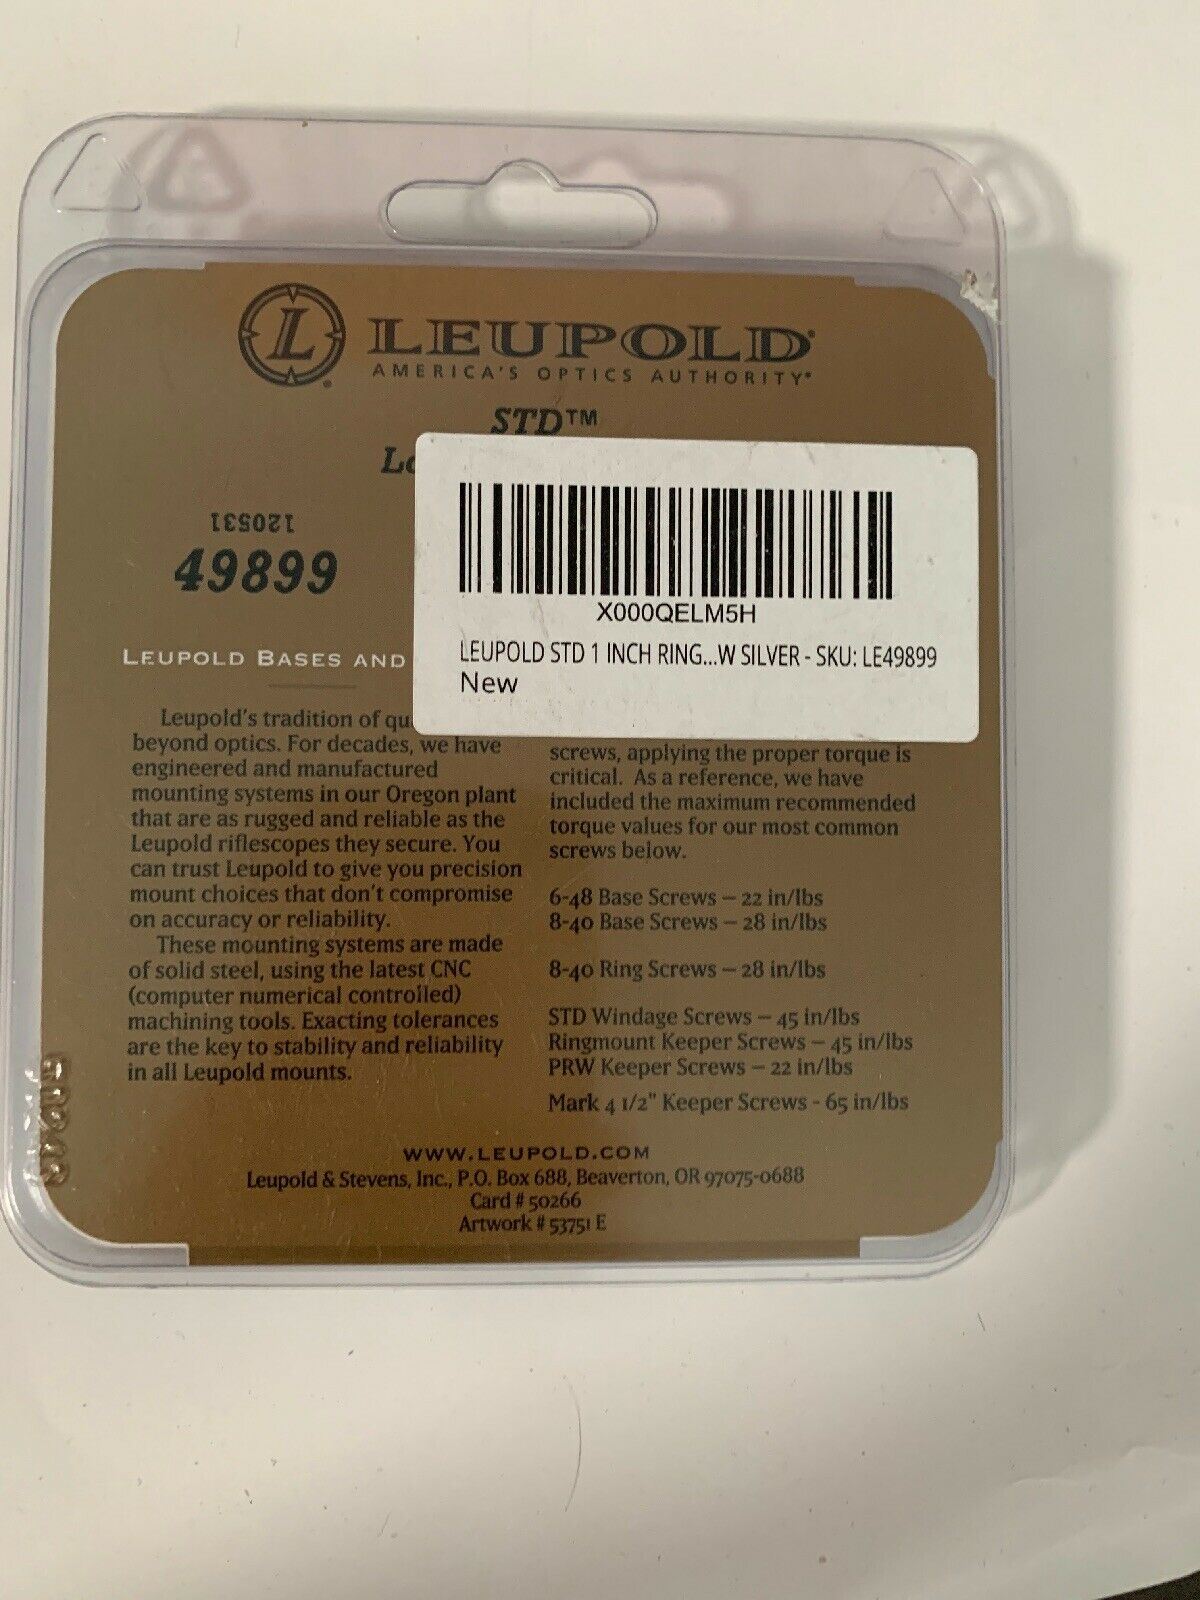 L
LEUPOLD®
AMERICA'S OPTICS AUTHORITY®
STD™
120531
49899
X000QELM5H
LEUPOLD STD 1 INCH RING...W SILVER - SKU: LE49899
New
LEUPOLD BASES AND
Leupold's tradition of qu
beyond optics. For decades, we have
engineered and manufactured
mounting systems in our Oregon plant
that are as rugged and reliable as the
Leupold riflescopes they secure. You
can trust Leupold to give you precision
mount choices that don't compromise
on accuracy or reliability.
These mounting systems are made
of solid steel, using the latest CNC
(computer numerical controlled)
machining tools. Exacting tolerances
are the key to stability and reliability
in all Leupold mounts.
screws, applying the proper torque is
critical. As a reference, we have
included the maximum recommended
torque values for our most common
screws below.
6-48 Base Screws – 22 in/lbs
8-40 Base Screws – 28 in/lbs
8-40 Ring Screws – 28 in/lbs
STD Windage Screws – 45 in/lbs
Ringmount Keeper Screws – 45 in/lbs
PRW Keeper Screws – 22 in/lbs
Mark 4 1/2" Keeper Screws - 65 in/lbs
WWW.LEUPOLD.COM
Leupold & Stevens, Inc., P.O. Box 688, Beaverton, OR 97075-0688
Card # 50266
Artwork # 53751 E